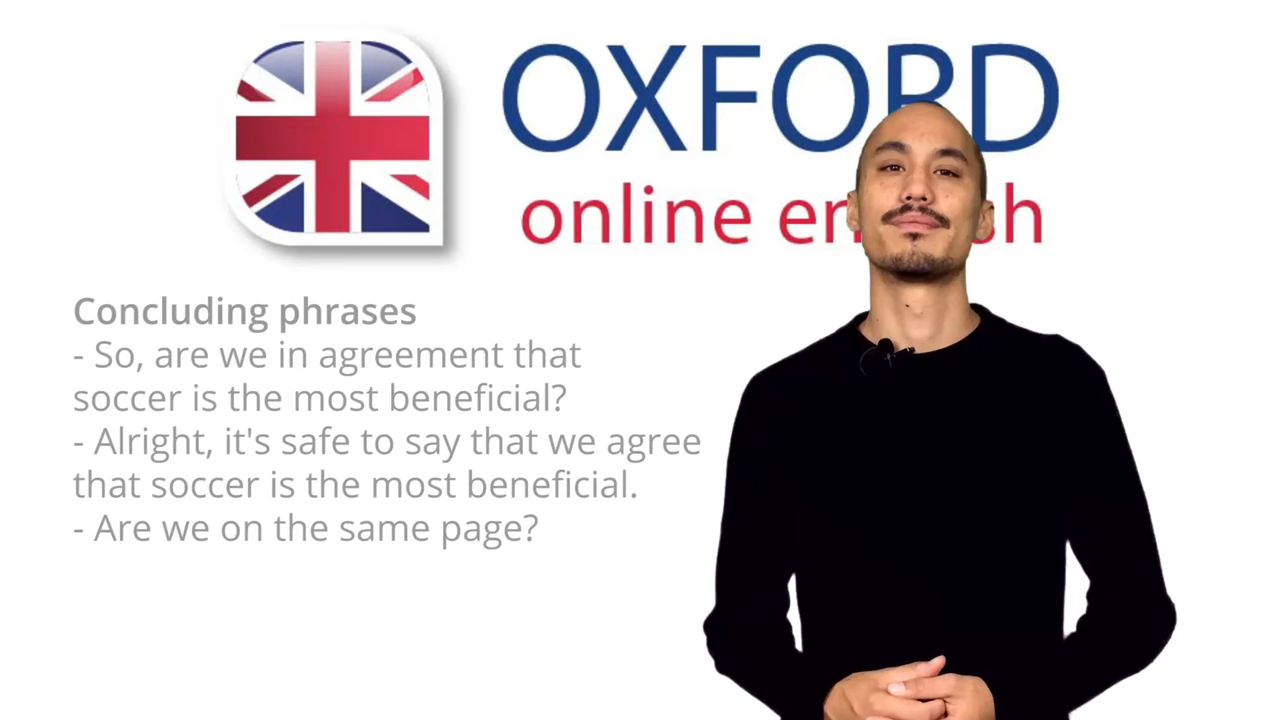 OXFORD
online
Concluding phrases
- So, are we in agreement that
soccer is the most beneficial?
- Alright, it's safe to say that we agree
that soccer is the most beneficial.
- Are we on the same page?